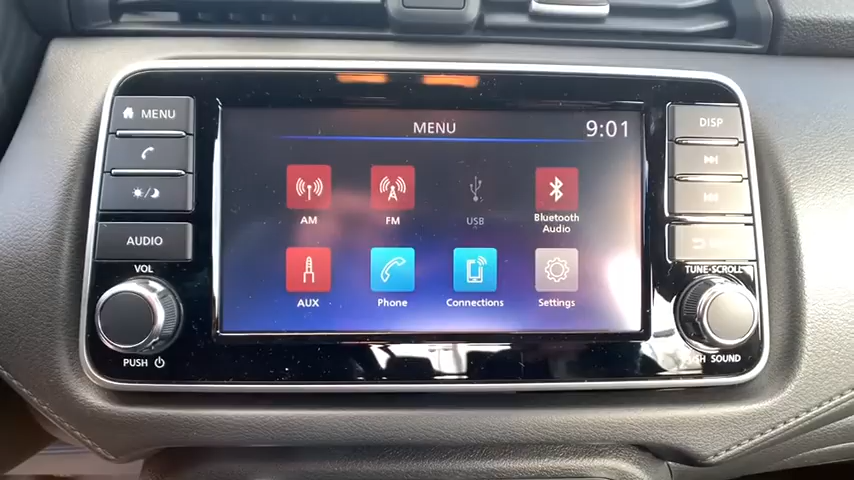 MENU
MENU
9:01
DISP
AM
FM
USB
Bluetooth
Audio
AUDIO
VOL
TUNE·SCROLL
AUX
Phone
Connections
Settings
PUSH
PUSH SOUND